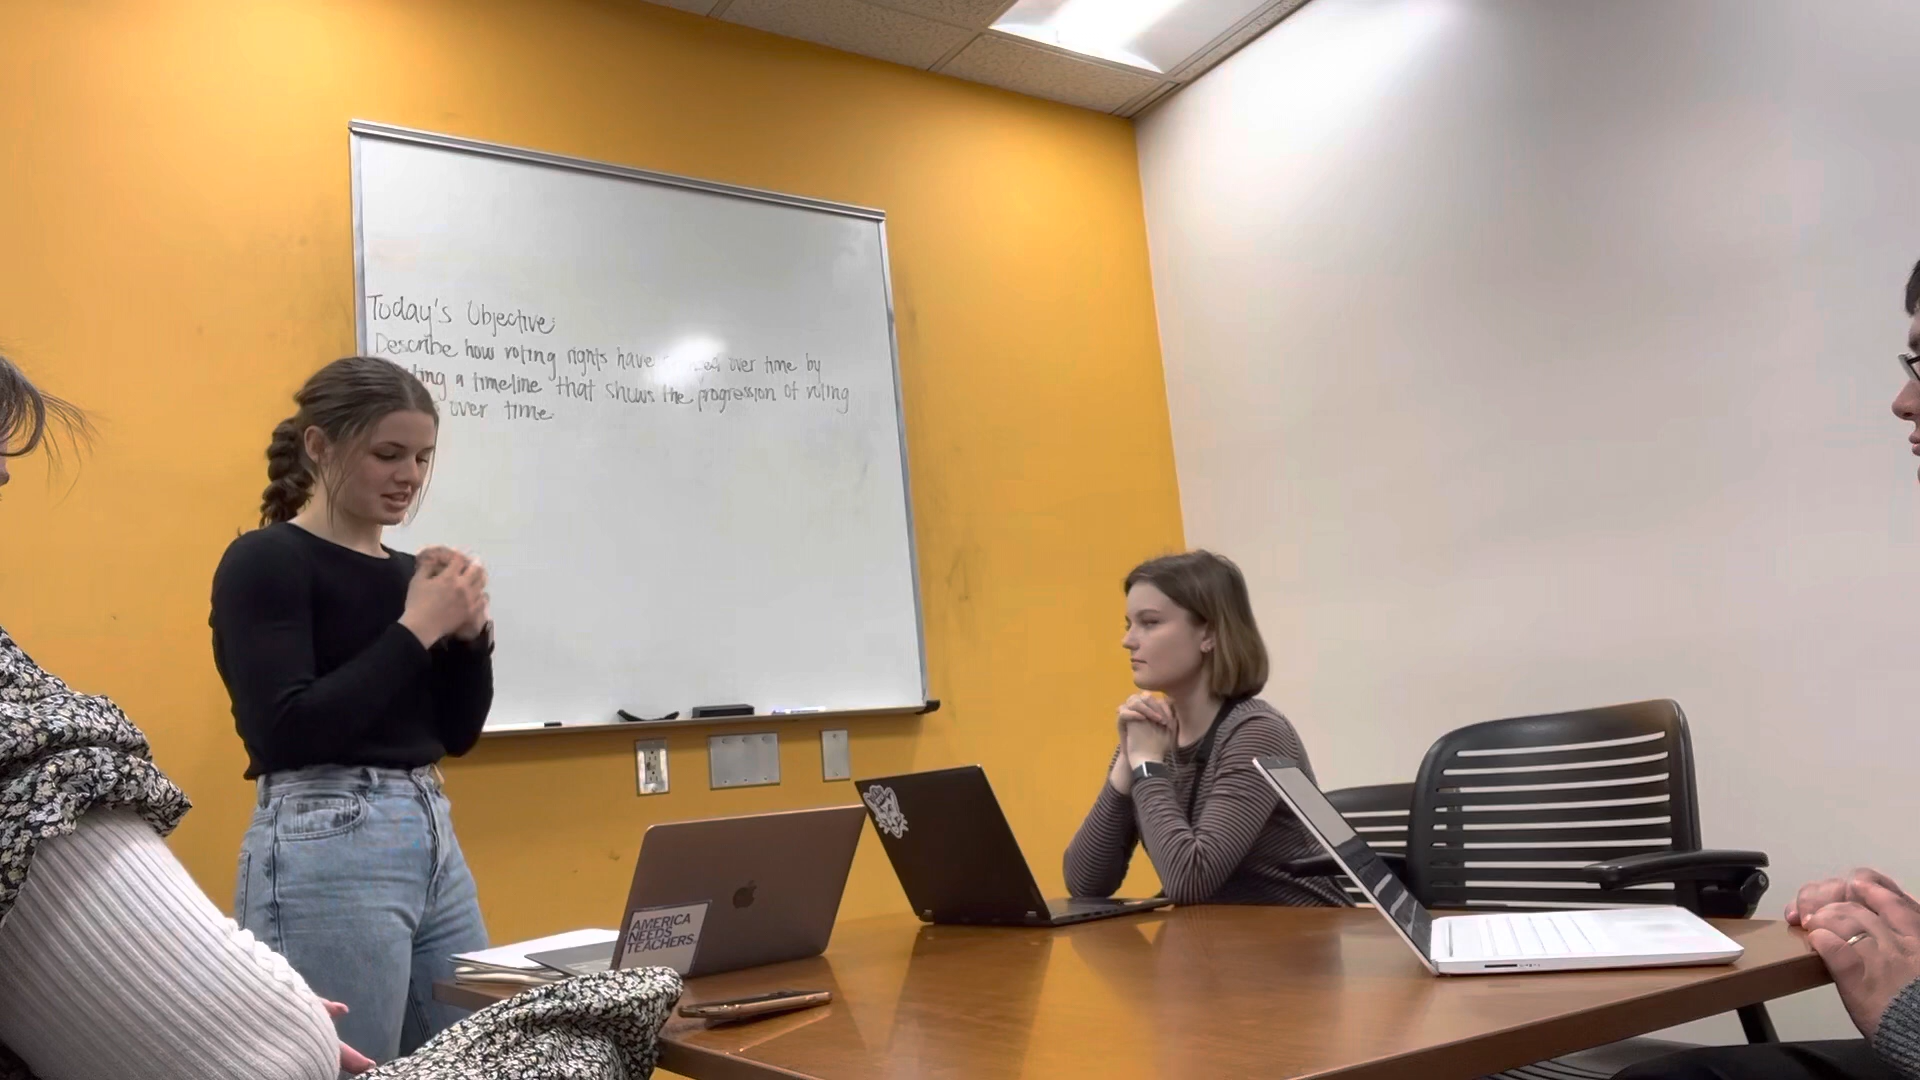 Today's Objective:
Describe how voting rights have over time by
a timeline that shows the progression of voting
over time
AMERICA
NEEDS
TEACHERS.